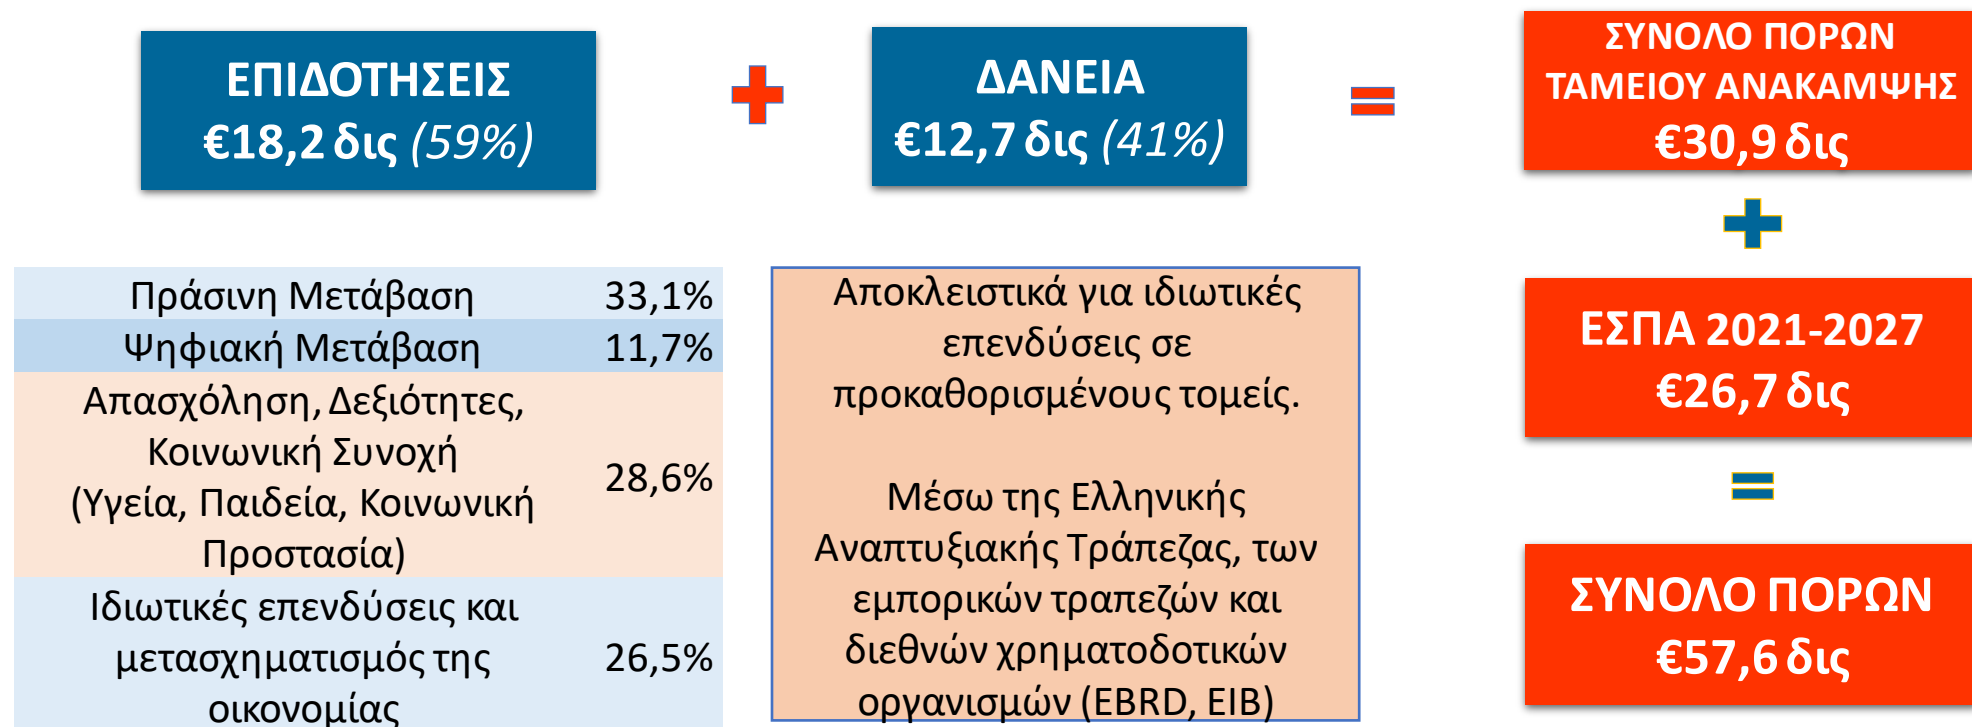 ΕΠΙΔΟΤΗΣΕΙΣ
€18,2 δις (59%)
+
ΔΑΝΕΙΑ
€12,7 δις (41%)
=
ΣΥΝΟΛΟ ΠΟΡΩΝ
ΤΑΜΕΙΟΥ ΑΝΑΚΑΜΨΗΣ
€30,9 δις
Πράσινη Μετάβαση 33,1%
Ψηφιακή Μετάβαση 11,7%
Απασχόληση, Δεξιότητες,
Κοινωνική Συνοχή
(Υγεία, Παιδεία, Κοινωνική
Προστασία)
28,6%
Ιδιωτικές επενδύσεις και
μετασχηματισμός της
οικονομίας
26,5%
Αποκλειστικά για ιδιωτικές
επενδύσεις σε
προκαθορισμένους τομείς.
Μέσω της Ελληνικής
Αναπτυξιακής Τράπεζας, των
εμπορικών τραπεζών και
διεθνών χρηματοδοτικών
οργανισμών (EBRD, EIB)
+
ΕΣΠΑ 2021-2027
€26,7 δις
=
ΣΥΝΟΛΟ ΠΟΡΩΝ
€57,6 δις